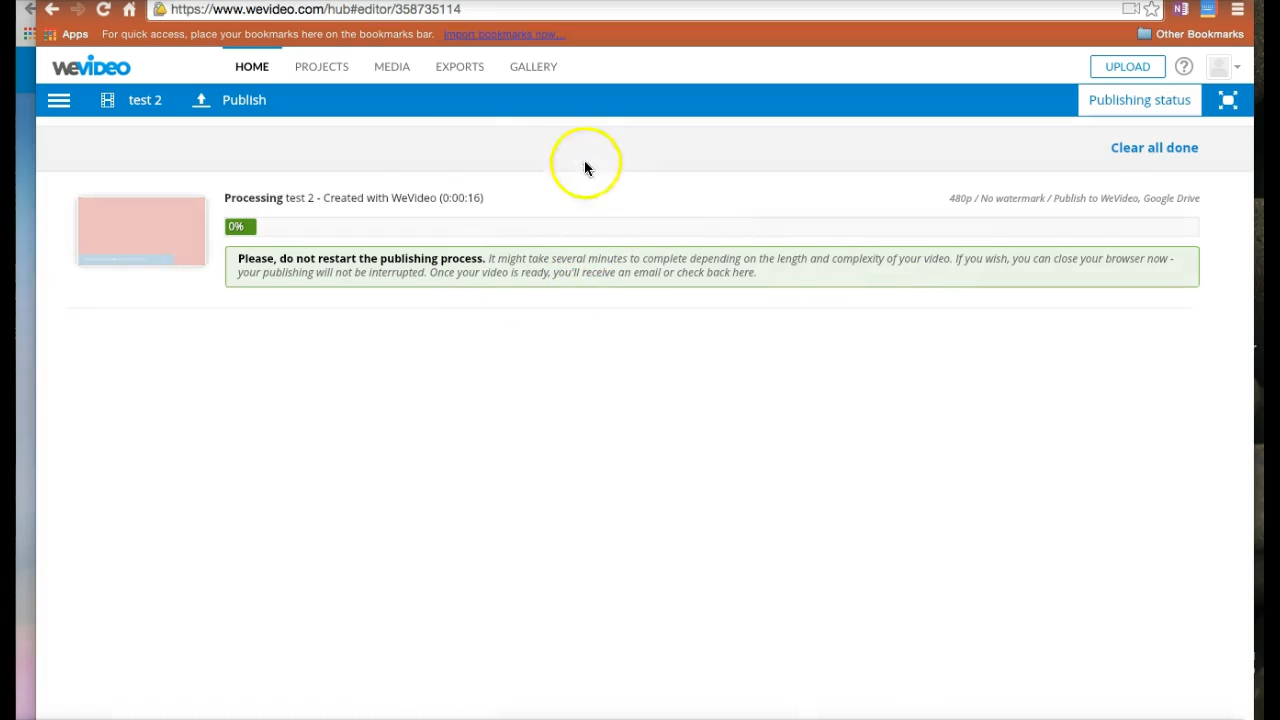 https://www.wevideo.com/hub#editor/358735114
Apps For quick access, place your bookmarks here on the bookmarks bar. Import bookmarks now... Other Bookmarks
WEVIDEO HOME PROJECTS MEDIA EXPORTS GALLERY UPLOAD ?
test 2 Publish Publishing status
Clear all done
Processing test 2 - Created with WeVideo (0:00:16) 480p / No watermark / Publish to WeVideo, Google Drive
0%
Please, do not restart the publishing process. It might take several minutes to complete depending on the length and complexity of your video. If you wish, you can close your browser now -
your publishing will not be interrupted. Once your video is ready, you'll receive an email or check back here.